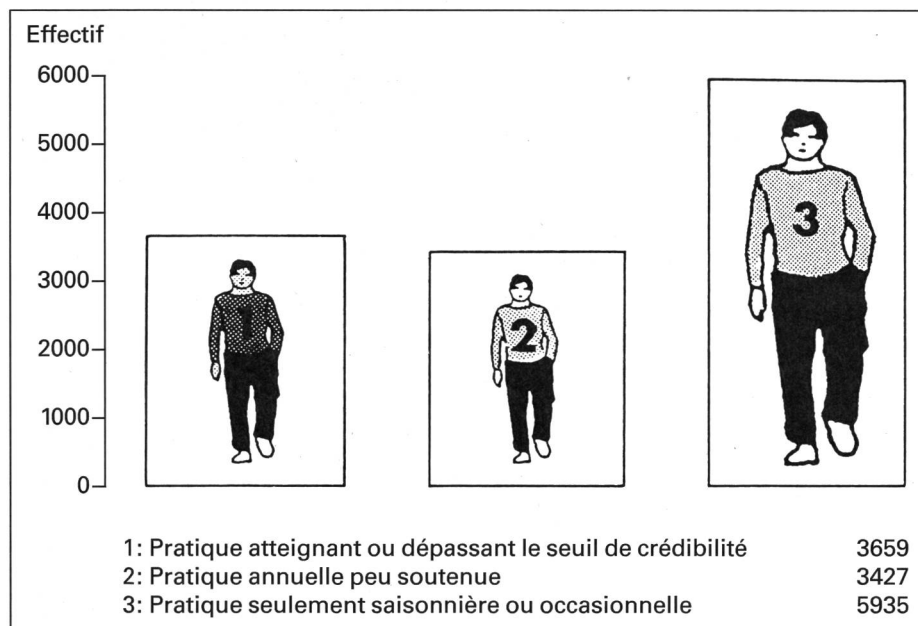 Effectif
6000
5000
4000
3000
2000
1000
0
1
2
3
1: Pratique atteignant ou dépassant le seuil de crédibilité 3659
2: Pratique annuelle peu soutenue 3427
3: Pratique seulement saisonnière ou occasionnelle 5935